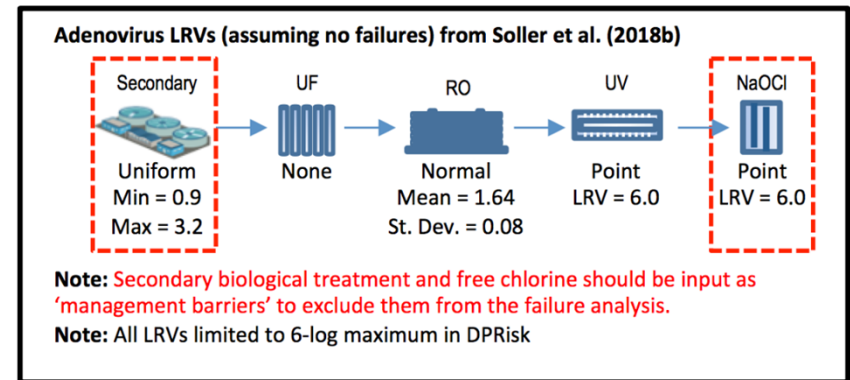 Adenovirus LRVs (assuming no failures) from Soller et al. (2018b)
Secondary
UF
RO
UV
NaOCl
Uniform
Min = 0.9
Max = 3.2
None
Normal
Mean = 1.64
St. Dev. = 0.08
Point
LRV = 6.0
Point
LRV = 6.0
Note: Secondary biological treatment and free chlorine should be input as
‘management barriers’ to exclude them from the failure analysis.
Note: All LRVs limited to 6-log maximum in DPRisk